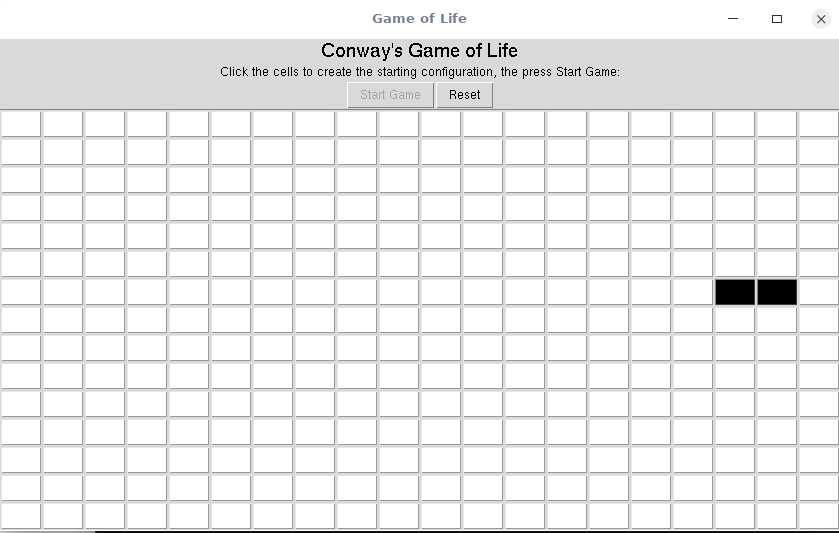 Game of Life
Conway's Game of Life
Click the cells to create the starting configuration, the press Start Game:
Start Game Reset